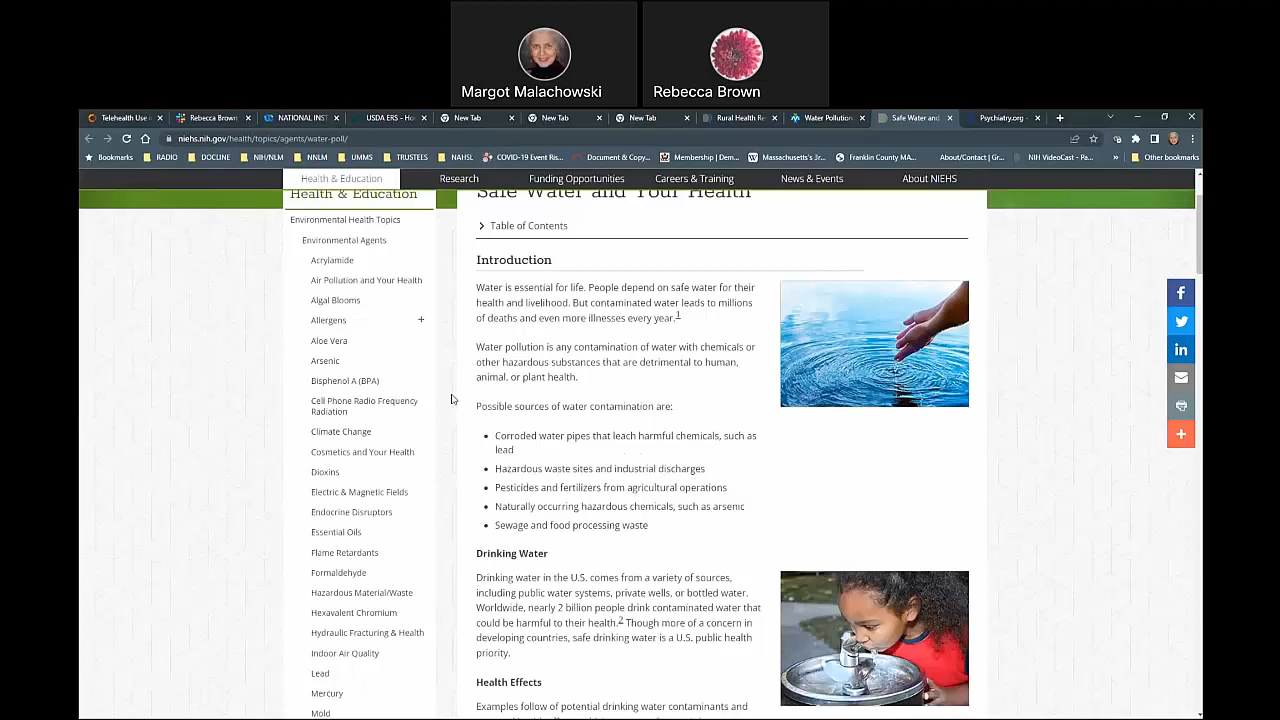 Margot Malachowski
Rebecca Brown
Telehealth Use i
Rebecca Brown
NATIONAL INST
USDA ERS - Ho
New Tab
New Tab
New Tab
Rural Health Re
Water Pollution
Safe Water and
Psychiatry.org -
niehs.nih.gov/health/topics/agents/water-poll/
Bookmarks
RADIO
DOCLINE
NIH/NLM
NNLM
UMMS
TRUSTEES
NAHSL
COVID-19 Event Ris...
Document & Copy...
Membership | Dem...
Massachusetts's 3r...
Franklin County MA...
About/Contact | Gr...
NIH VideoCast - Pa...
Other bookmarks
Health & Education
Research
Funding Opportunities
Careers & Training
News & Events
About NIEHS
Health & Education
Environmental Health Topics
Environmental Agents
Acrylamide
Air Pollution and Your Health
Algal Blooms
Allergens
Aloe Vera
Arsenic
Bisphenol A (BPA)
Cell Phone Radio Frequency
Radiation
Climate Change
Cosmetics and Your Health
Dioxins
Electric & Magnetic Fields
Endocrine Disruptors
Essential Oils
Flame Retardants
Formaldehyde
Hazardous Material/Waste
Hexavalent Chromium
Hydraulic Fracturing & Health
Indoor Air Quality
Lead
Mercury
Mold
Safe Water and Your Health
Table of Contents
Introduction
Water is essential for life. People depend on safe water for their
health and livelihood. But contaminated water leads to millions
of deaths and even more illnesses every year.1
Water pollution is any contamination of water with chemicals or
other hazardous substances that are detrimental to human,
animal, or plant health.
Possible sources of water contamination are:
• Corroded water pipes that leach harmful chemicals, such as
lead
• Hazardous waste sites and industrial discharges
• Pesticides and fertilizers from agricultural operations
• Naturally occurring hazardous chemicals, such as arsenic
• Sewage and food processing waste
Drinking Water
Drinking water in the U.S. comes from a variety of sources,
including public water systems, private wells, or bottled water.
Worldwide, nearly 2 billion people drink contaminated water that
could be harmful to their health.2 Though more of a concern in
developing countries, safe drinking water is a U.S. public health
priority.
Health Effects
Examples follow of potential drinking water contaminants and